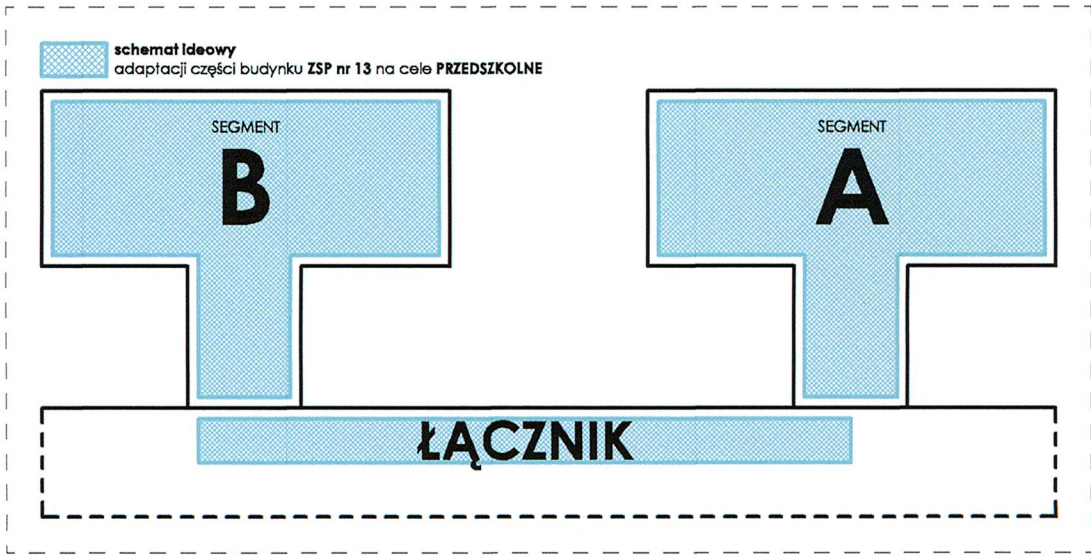 schemat ideowy
adaptacji części budynku ZSP nr 13 na cele PRZEDSZKOLNE
SEGMENT
B
SEGMENT
A
ŁĄCZNIK